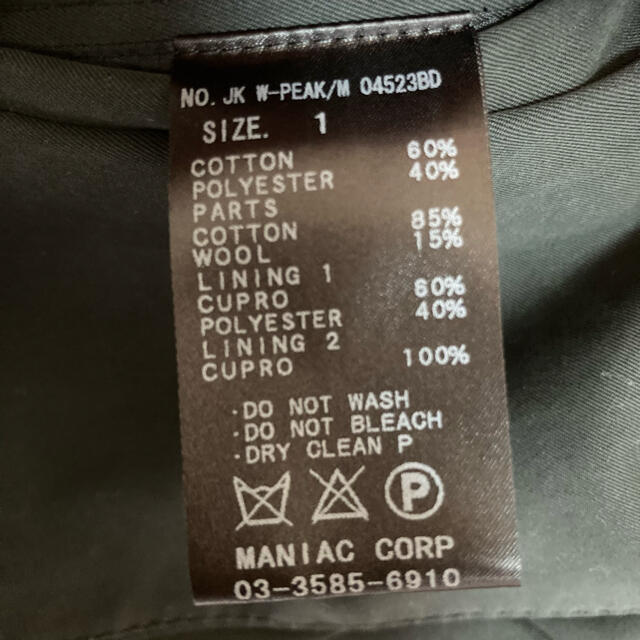 NO. JK W-PEAK/M 04523BD
SIZE. 1
COTTON 60%
POLYESTER 40%
PARTS
COTTON 85%
WOOL 15%
LINING 1
CUPRO 60%
POLYESTER 40%
LINING 2
CUPRO 100%
・DO NOT WASH
・DO NOT BLEACH
・DRY CLEAN P
P
MANIAC CORP
03-3585-6910